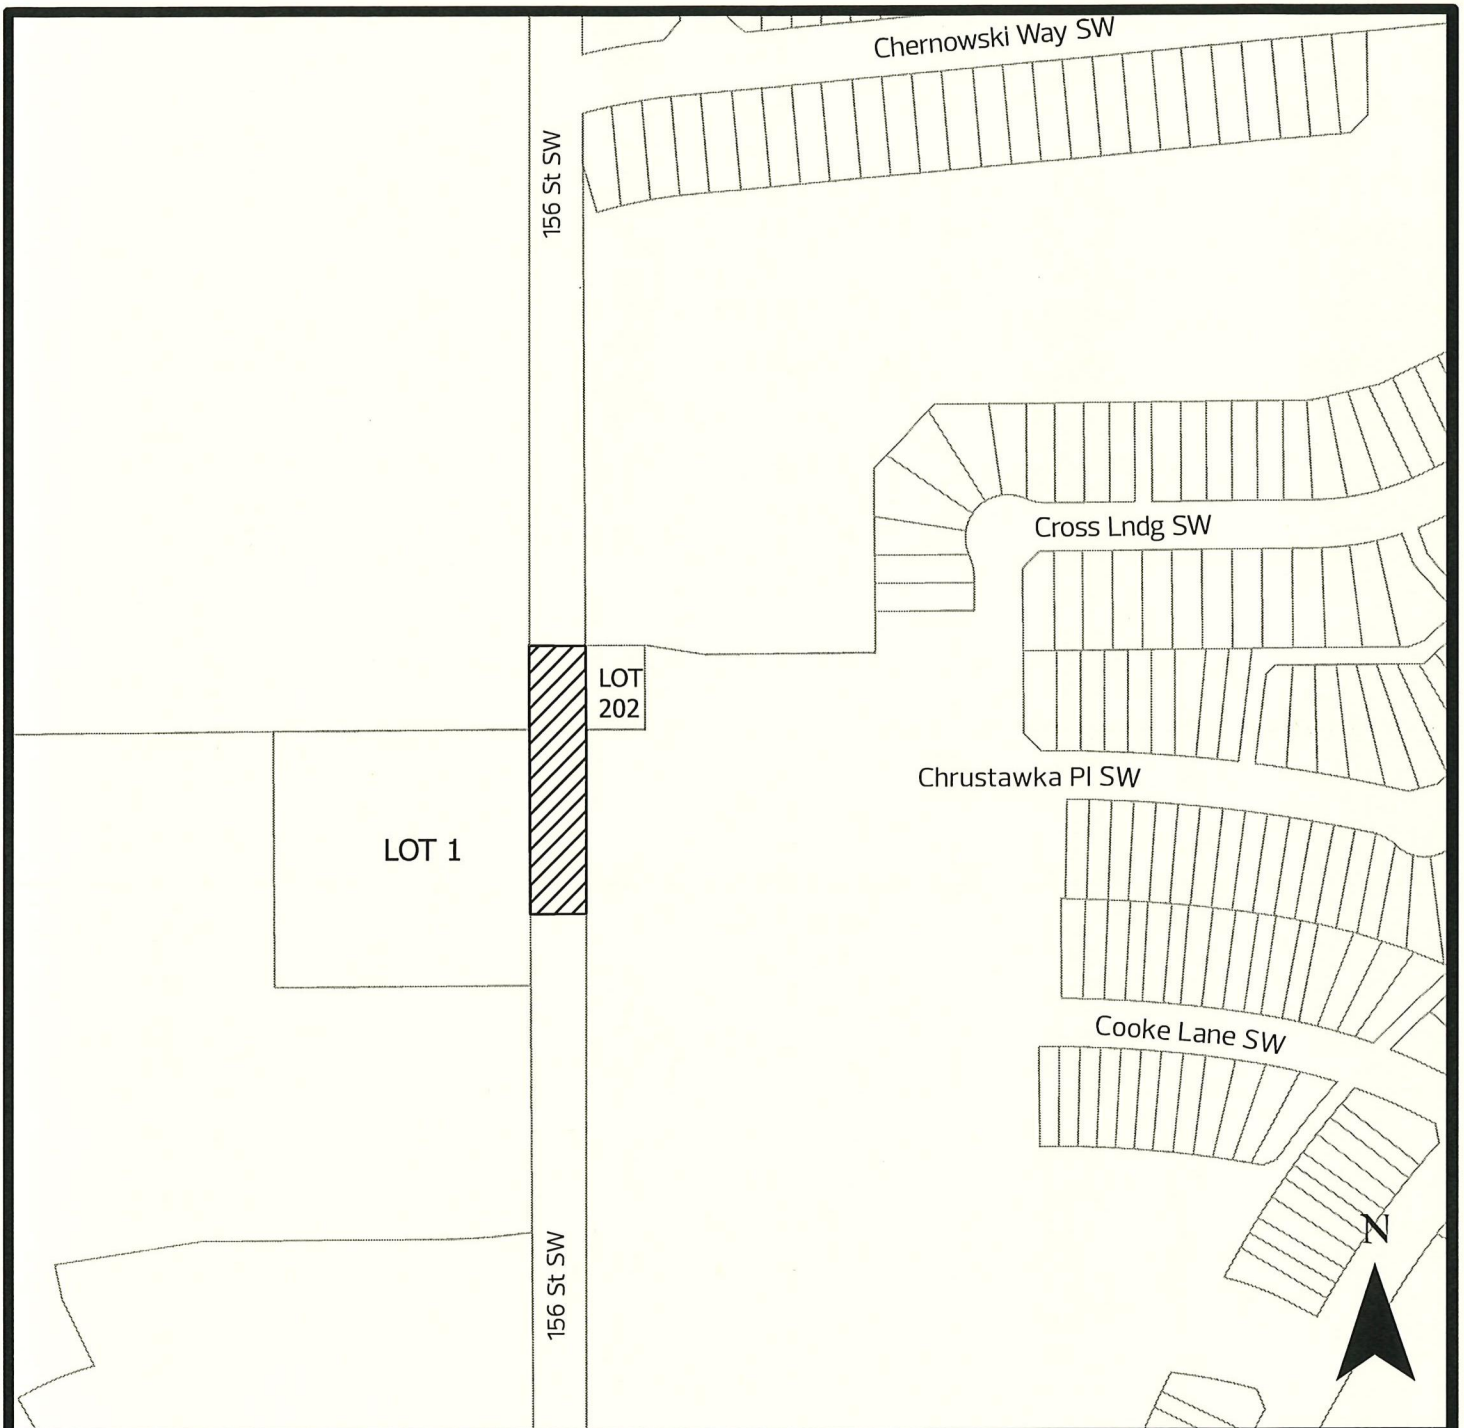 Chernowski Way SW
156 St SW
Cross Lndg SW
LOT
202
Chrustawka Pl SW
LOT 1
Cooke Lane SW
N
156 St SW